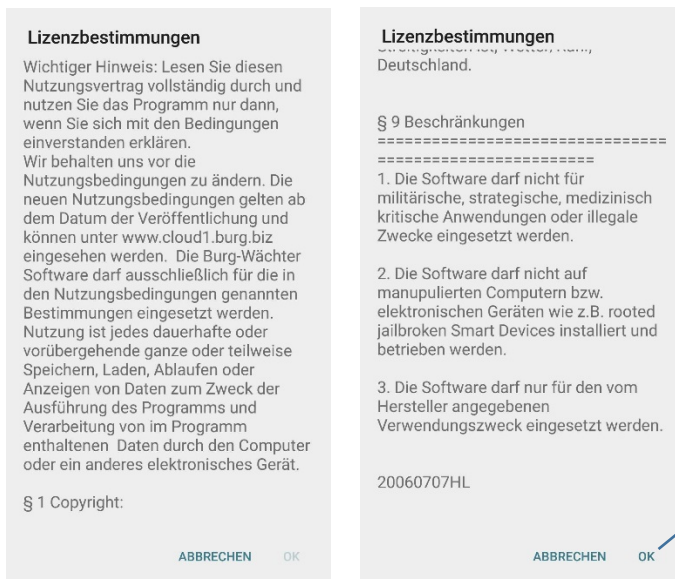 Lizenzbestimmungen
Wichtiger Hinweis: Lesen Sie diesen
Nutzungsvertrag vollständig durch und
nutzen Sie das Programm nur dann,
wenn Sie sich mit den Bedingungen
einverstanden erklären.
Wir behalten uns vor die
Nutzungsbedingungen zu ändern. Die
neuen Nutzungsbedingungen gelten ab
dem Datum der Veröffentlichung und
können unter www.cloud1.burg.biz
eingesehen werden.  Die Burg-Wächter
Software darf ausschließlich für die in
den Nutzungsbedingungen genannten
Bestimmungen eingesetzt werden.
Nutzung ist jedes dauerhafte oder
vorübergehende ganze oder teilweise
Speichern, Laden, Ablaufen oder
Anzeigen von Daten zum Zweck der
Ausführung des Programms und
Verarbeitung von im Programm
enthaltenen  Daten durch den Computer
oder ein anderes elektronisches Gerät.
§ 1 Copyright:
ABBRECHEN OK
Lizenzbestimmungen
Deutschland.
§ 9 Beschränkungen
================================
========================
1. Die Software darf nicht für
militärische, strategische, medizinisch
kritische Anwendungen oder illegale
Zwecke eingesetzt werden.
2. Die Software darf nicht auf
manupulierten Computern bzw.
elektronischen Geräten wie z.B. rooted
jailbroken Smart Devices installiert und
betrieben werden.
3. Die Software darf nur für den vom
Hersteller angegebenen
Verwendungszweck eingesetzt werden.
20060707HL
ABBRECHEN OK